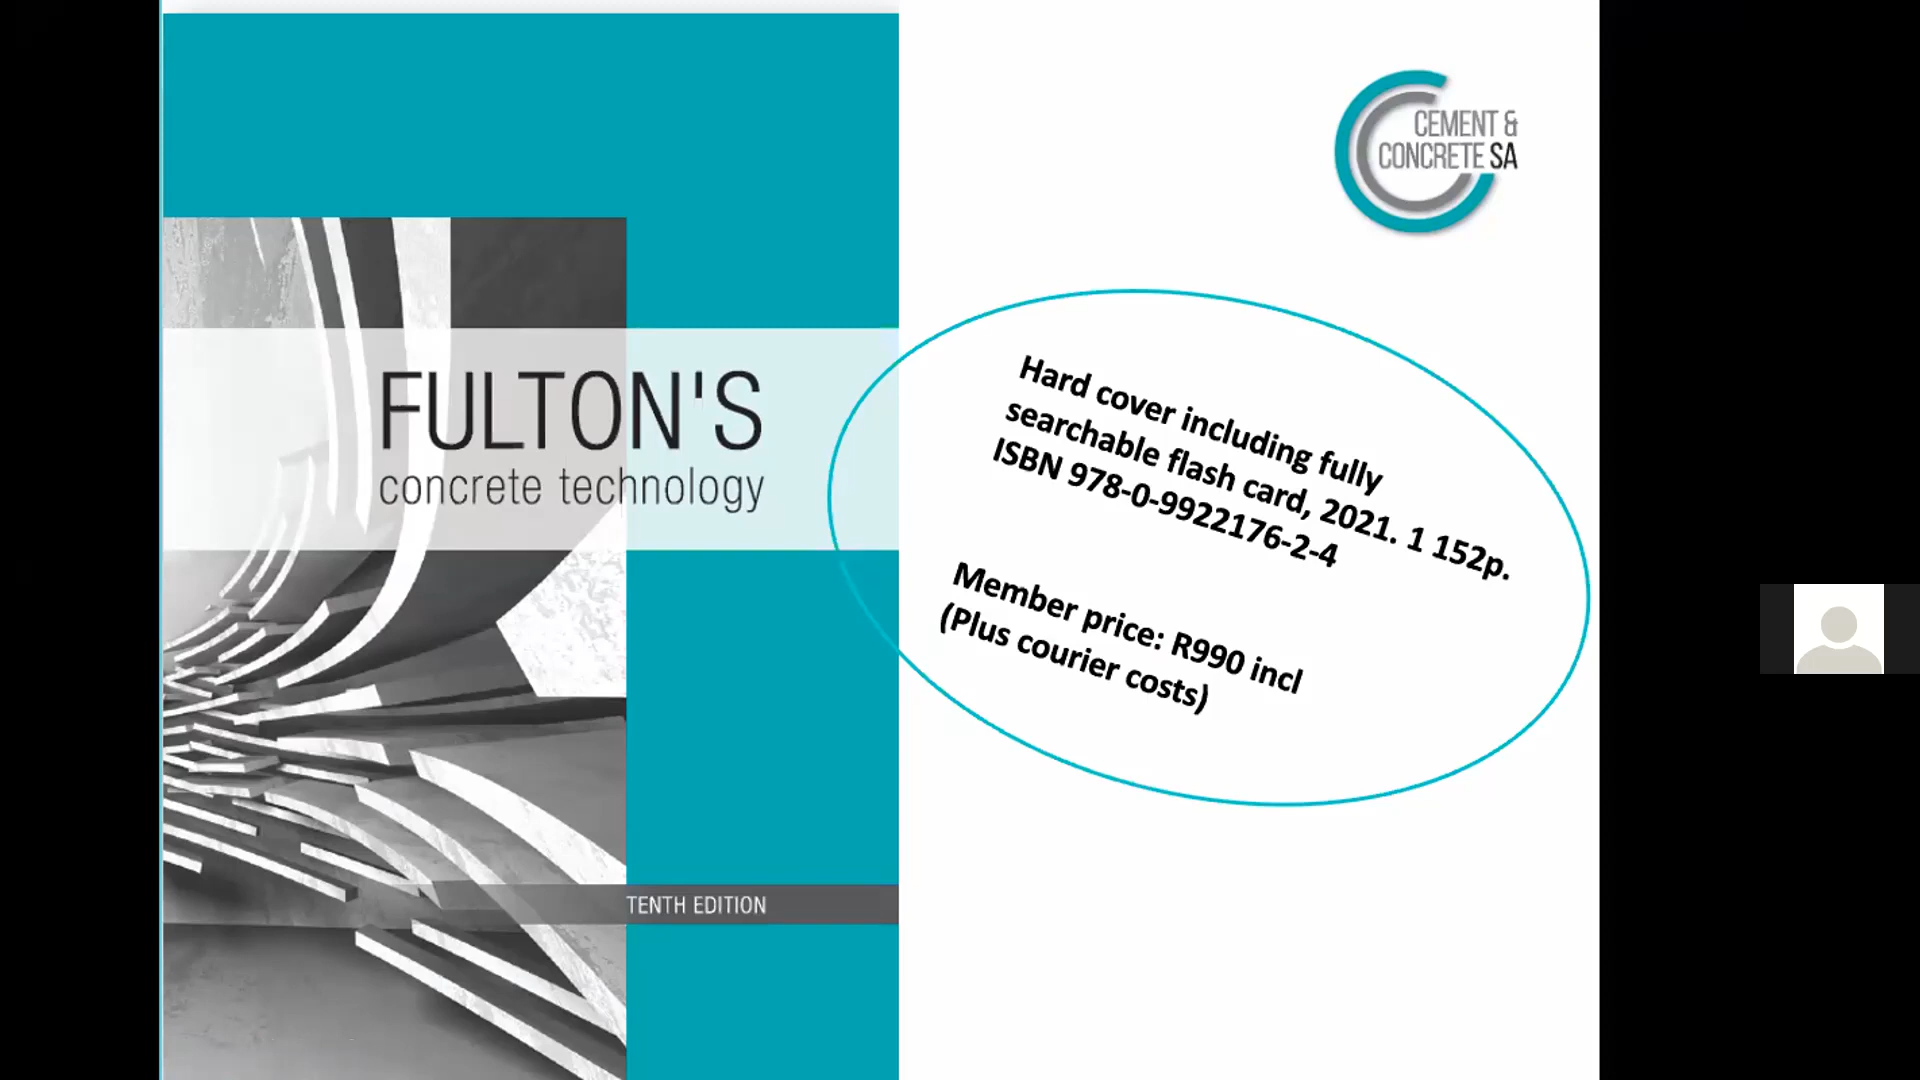 FULTON'S
concrete technology
TENTH EDITION
CEMENT &
CONCRETE SA
Hard cover including fully
searchable flash card, 2021. 1 152p.
ISBN 978-0-9922176-2-4
Member price: R990 incl
(Plus courier costs)